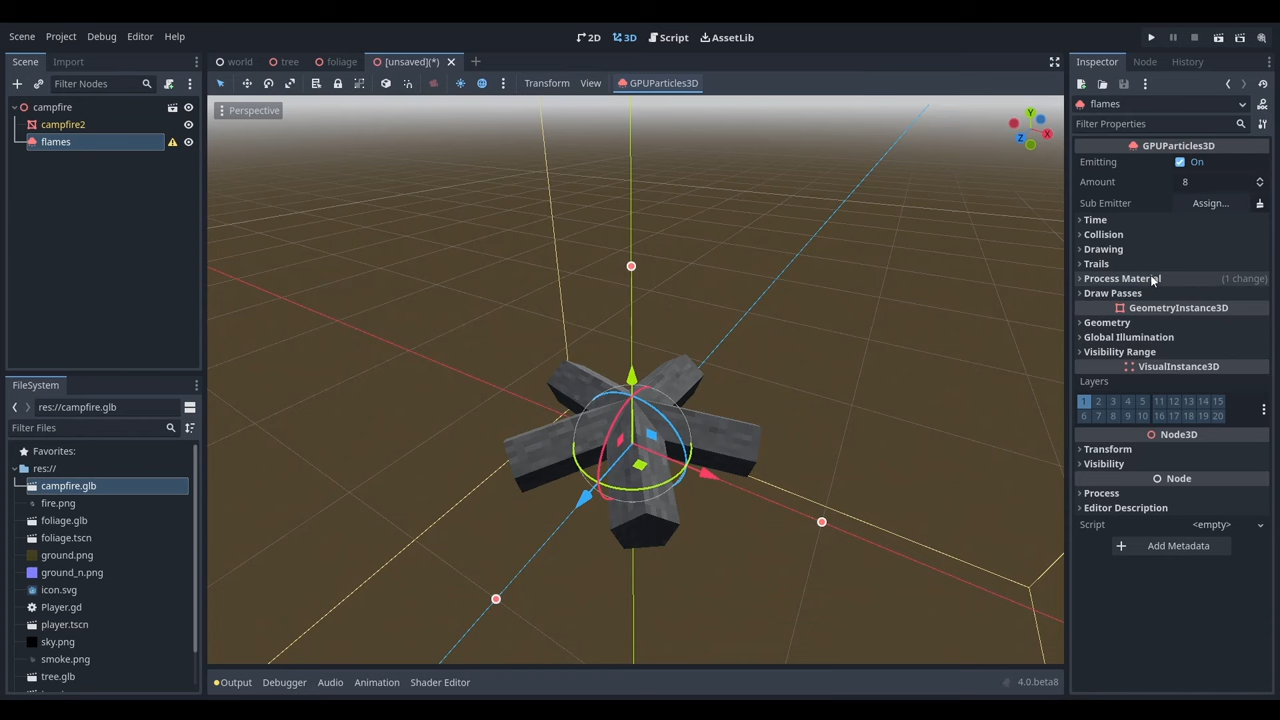 Scene Project Debug Editor Help
2D 3D Script AssetLib
Scene Import
Filter Nodes
campfire
campfire2
flames
world tree foliage [unsaved](*)
Transform View GPUParticles3D
Perspective
Y
X
Z
FileSystem
res://campfire.glb
Filter Files
Favorites:
res://
campfire.glb
fire.png
foliage.glb
foliage.tscn
ground.png
ground_n.png
icon.svg
Player.gd
player.tscn
sky.png
smoke.png
tree.glb
Output Debugger Audio Animation Shader Editor
4.0.beta8
Inspector Node History
flames
Filter Properties
GPUParticles3D
Emitting On
Amount 8
Sub Emitter Assign...
Time
Collision
Drawing
Trails
Process Material (1 change)
Draw Passes
GeometryInstance3D
Geometry
Global Illumination
Visibility Range
VisualInstance3D
Layers
1 2 3 4 5 11 12 13 14 15
6 7 8 9 10 16 17 18 19 20
Node3D
Transform
Visibility
Node
Process
Editor Description
Script <empty>
Add Metadata